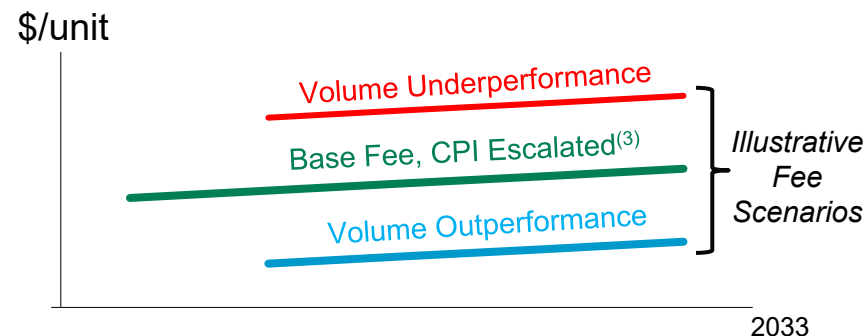 $/unit
Volume Underperformance
Base Fee, CPI Escalated(3)
Volume Outperformance
Illustrative
Fee
Scenarios
2033